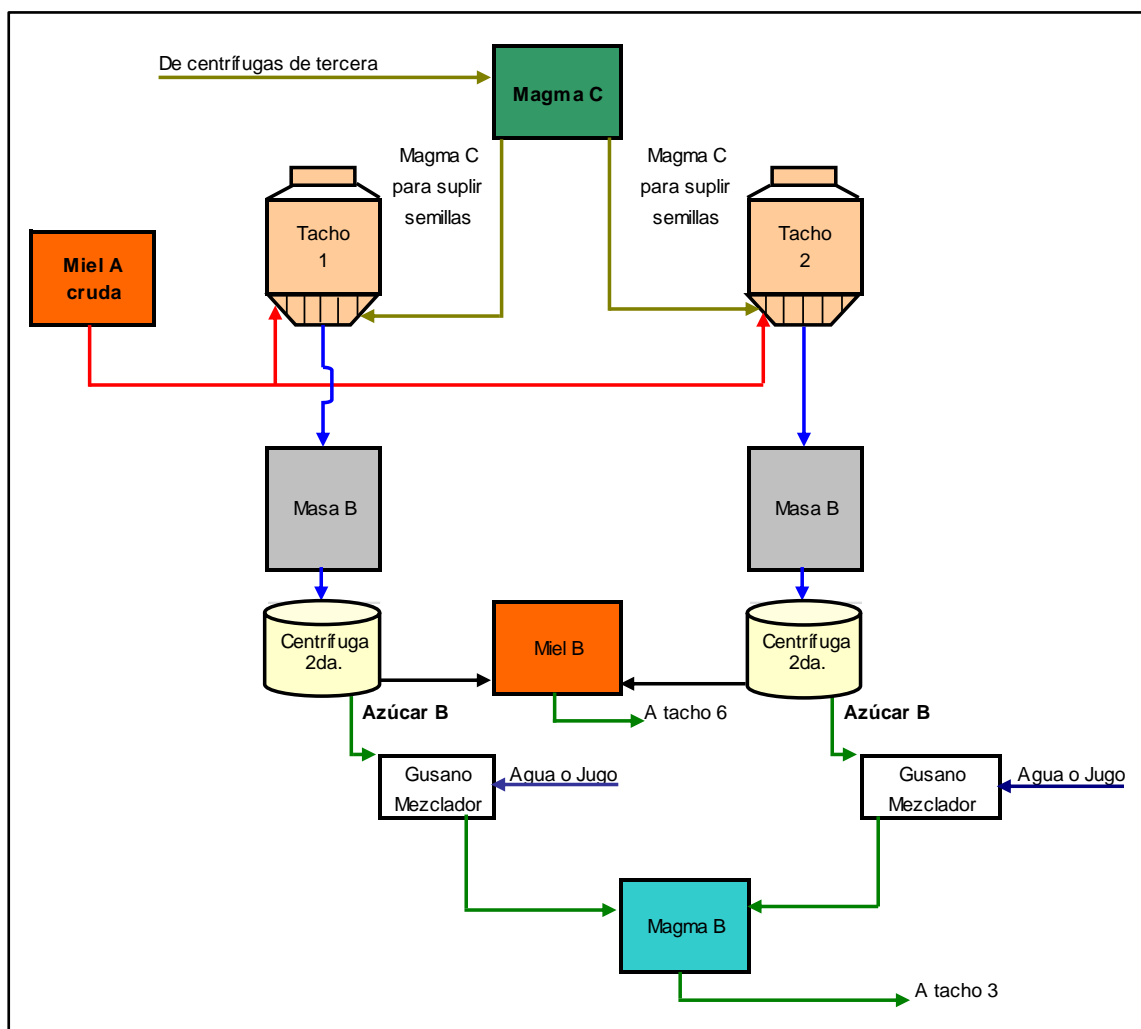 De centrífugas de tercera
Magma C
Magma C
para suplir
semillas
Magma C
para suplir
semillas
Tacho
1
Tacho
2
Miel A
cruda
Masa B
Masa B
Centrífuga
2da.
Miel B
Centrífuga
2da.
Azúcar B
A tacho 6
Azúcar B
Gusano
Mezclador
Agua o Jugo
Gusano
Mezclador
Agua o Jugo
Magma B
A tacho 3